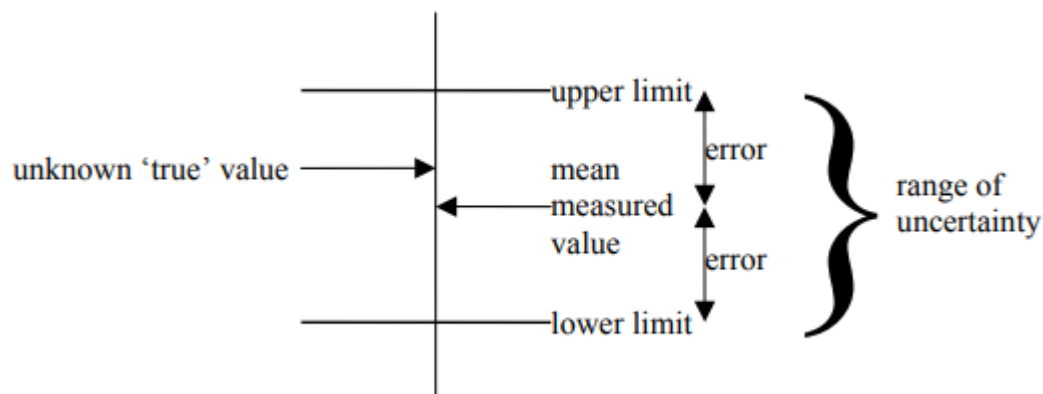 upper limit
error
unknown ‘true’ value
mean
measured
value
range of
uncertainty
error
lower limit